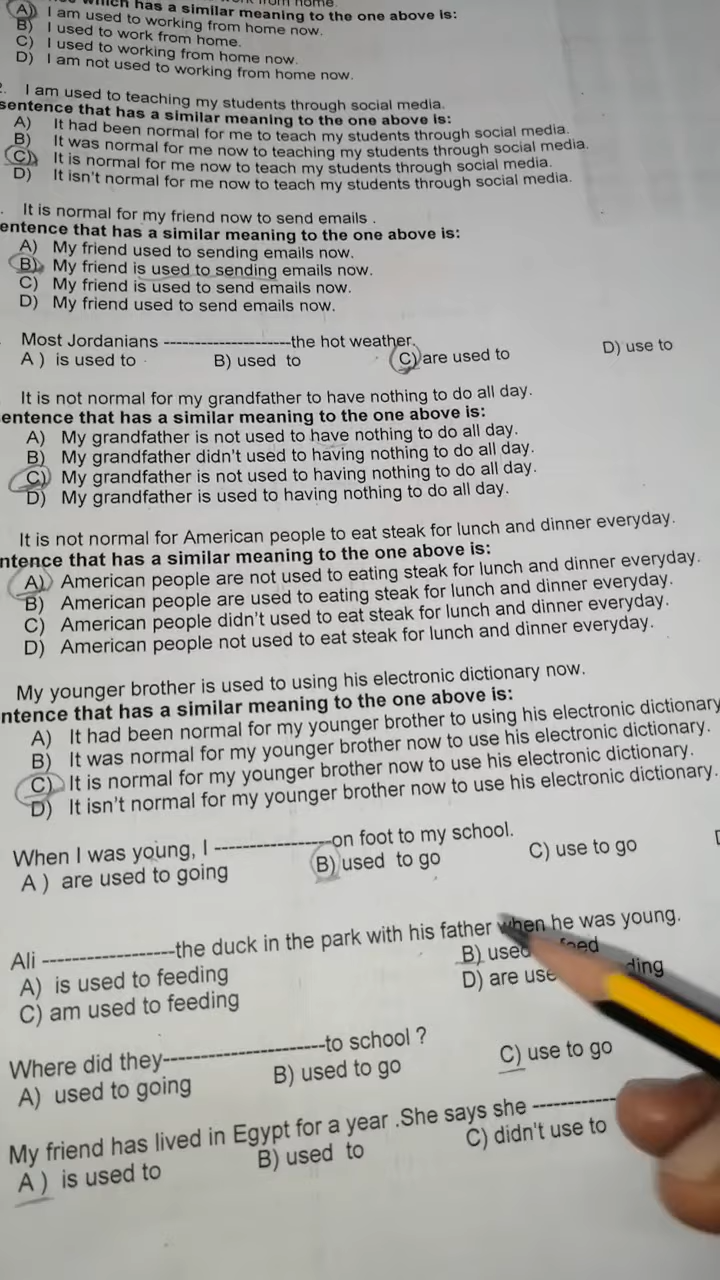 which has a similar meaning to the one above is:
A) I am used to working from home now.
B) I used to work from home.
C) I used to working from home now.
D) I am not used to working from home now.
. I am used to teaching my students through social media.
sentence that has a similar meaning to the one above is:
A) It had been normal for me to teach my students through social media.
B) It was normal for me now to teaching my students through social media.
C) It is normal for me now to teach my students through social media.
D) It isn't normal for me now to teach my students through social media.
. It is normal for my friend now to send emails .
entence that has a similar meaning to the one above is:
A) My friend used to sending emails now.
B) My friend is used to sending emails now.
C) My friend is used to send emails now.
D) My friend used to send emails now.
Most Jordanians --------------------the hot weather.
A ) is used to B) used to C) are used to D) use to
It is not normal for my grandfather to have nothing to do all day.
entence that has a similar meaning to the one above is:
A) My grandfather is not used to have nothing to do all day.
B) My grandfather didn't used to having nothing to do all day.
C) My grandfather is not used to having nothing to do all day.
D) My grandfather is used to having nothing to do all day.
It is not normal for American people to eat steak for lunch and dinner everyday.
ntence that has a similar meaning to the one above is:
A) American people are not used to eating steak for lunch and dinner everyday.
B) American people are used to eating steak for lunch and dinner everyday.
C) American people didn't used to eat steak for lunch and dinner everyday.
D) American people not used to eat steak for lunch and dinner everyday.
My younger brother is used to using his electronic dictionary now.
ntence that has a similar meaning to the one above is:
A) It had been normal for my younger brother to using his electronic dictionary
B) It was normal for my younger brother now to use his electronic dictionary.
C) It is normal for my younger brother now to use his electronic dictionary.
D) It isn't normal for my younger brother now to use his electronic dictionary.
When I was young, I ------------------on foot to my school.
A ) are used to going B) used to go C) use to go
Ali --------------------the duck in the park with his father when he was young.
A) is used to feeding B) used feed
C) am used to feeding D) are use ding
Where did they------------------------to school ?
A) used to going B) used to go C) use to go
My friend has lived in Egypt for a year .She says she ------------
A ) is used to B) used to C) didn't use to